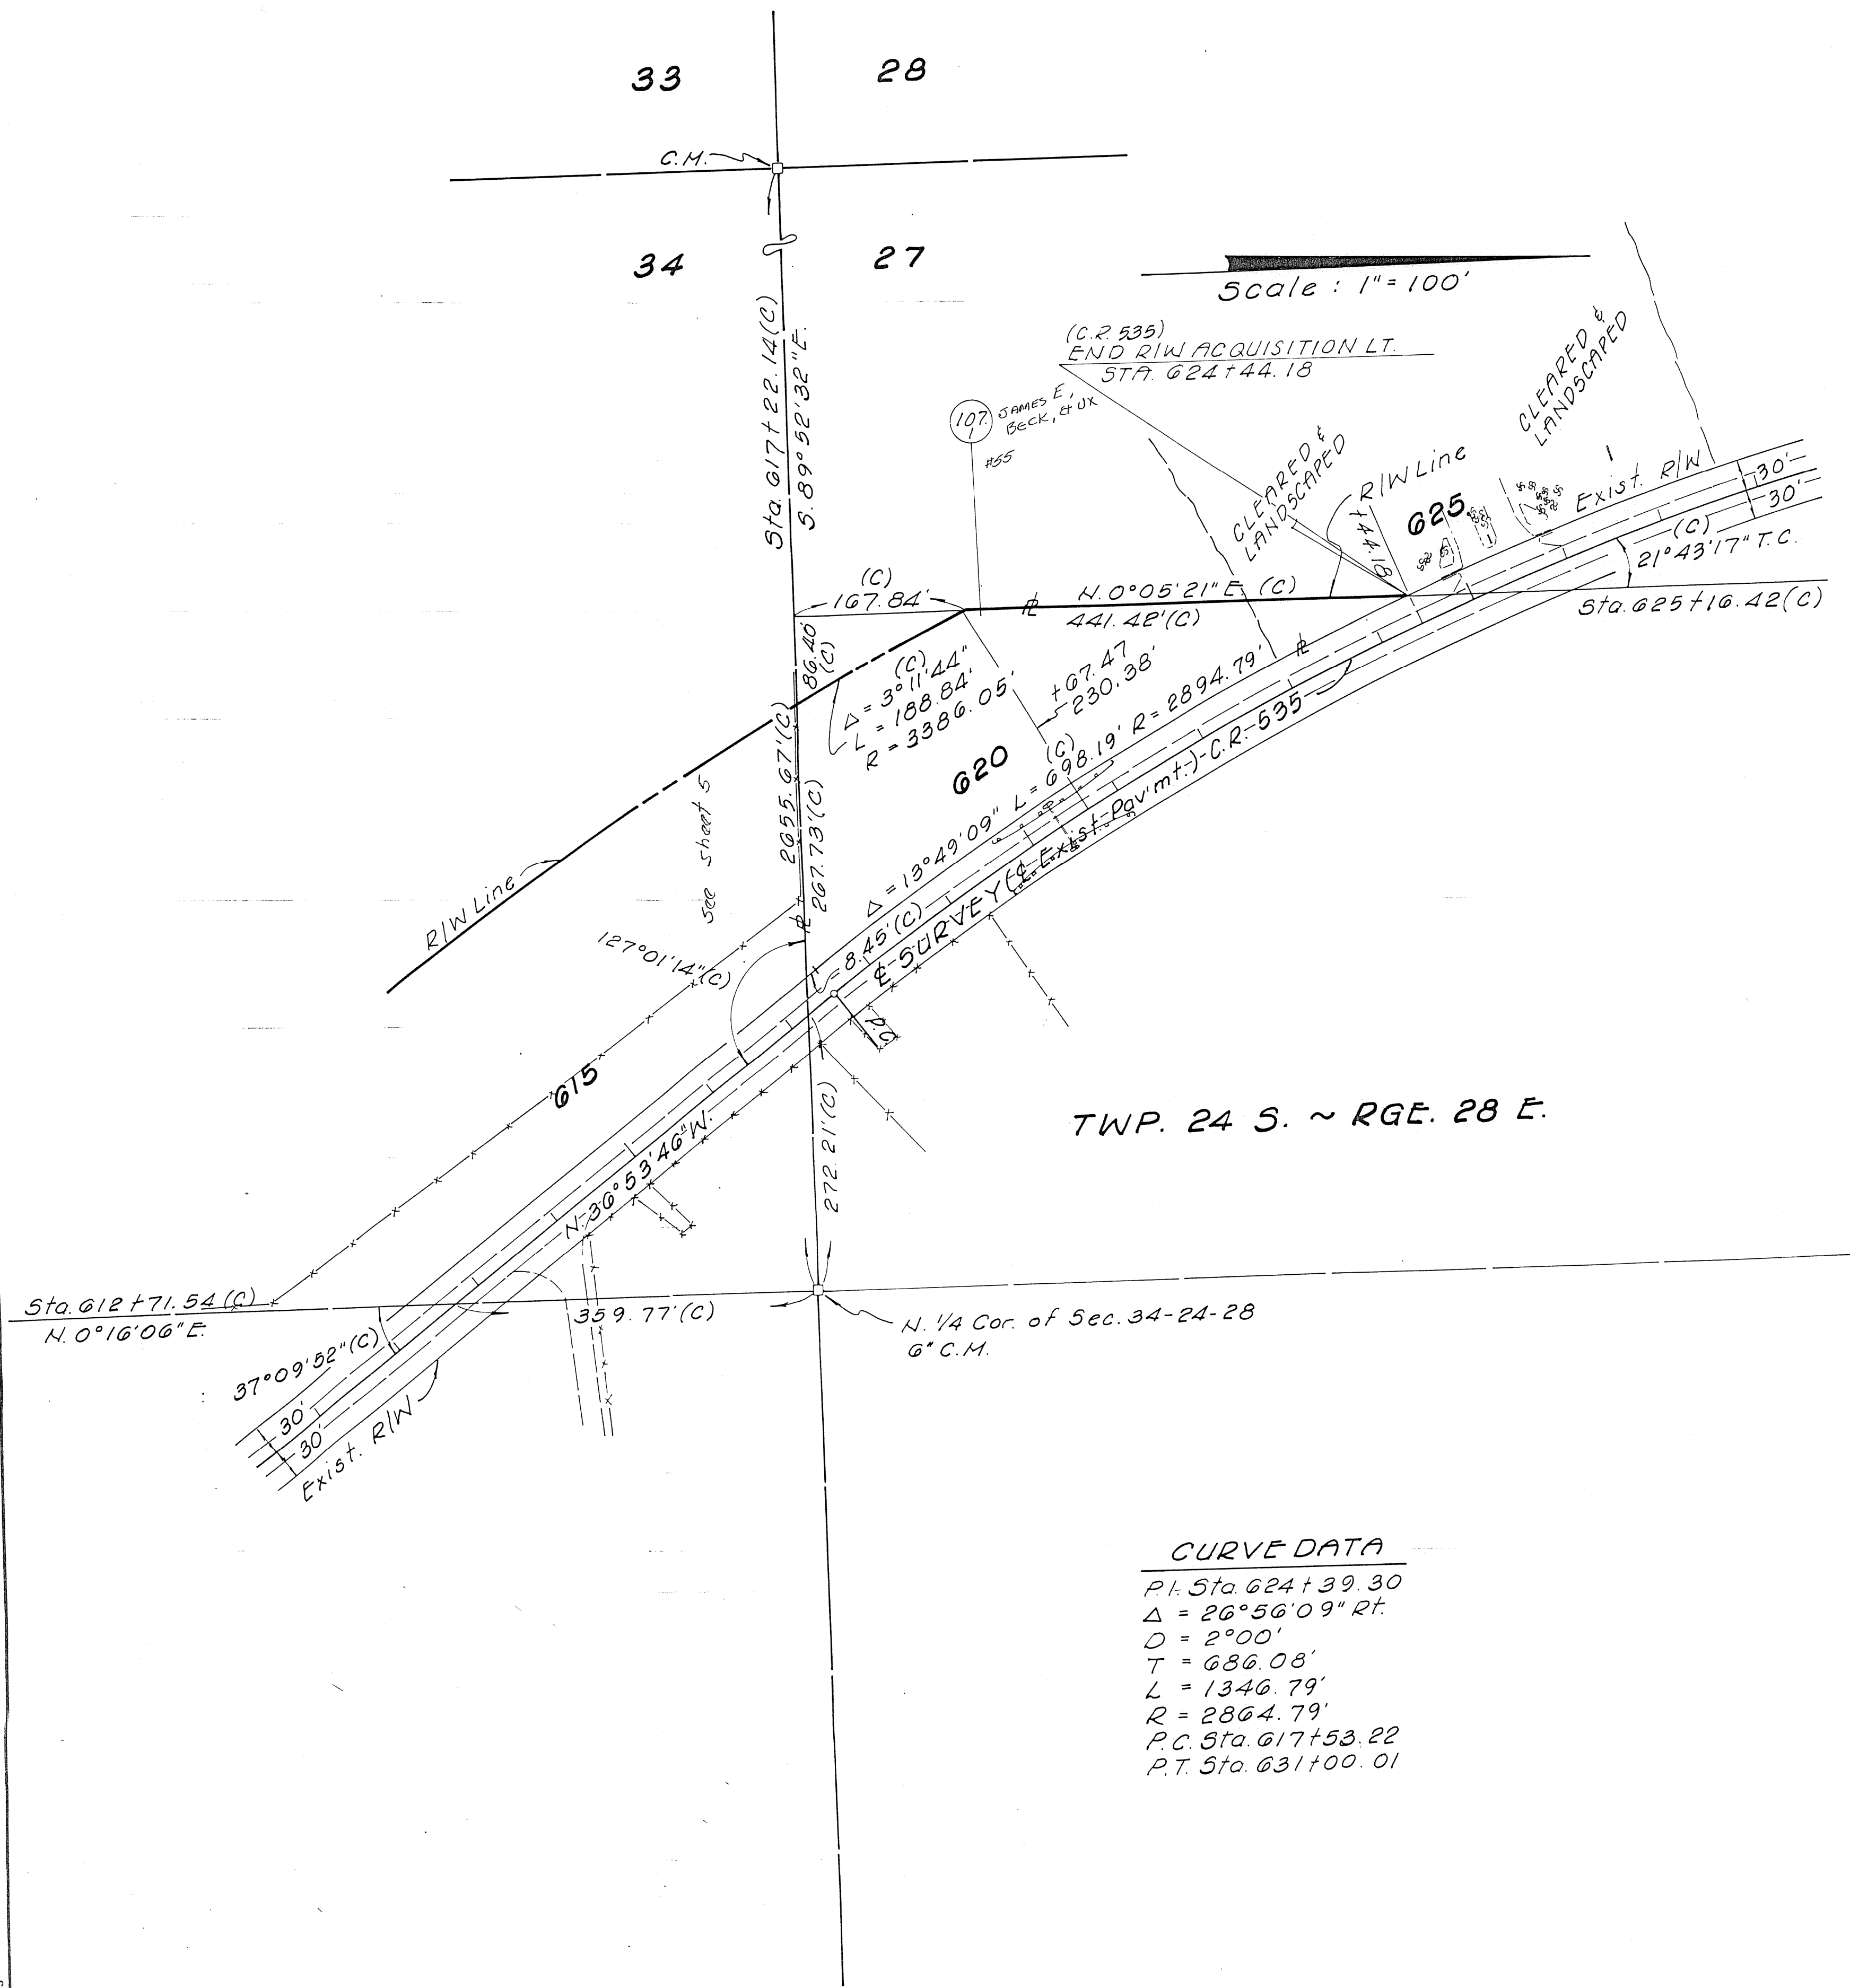 33
28
C.M.
34
27
Scale : 1" = 100'
Sta. 617+22.14(C)
S. 89°52'32"E.
(C.R. 535)
END R/W ACQUISITION LT.
STA. 624+44.18
107.
1
JAMES E,
BECK, et ux
#55
CLEARED &
LANDSCAPED
CLEARED &
LANDSCAPED
R/W Line
+44.18
625
Exist. R/W
30'
30'
(C)
21°43'17" T.C.
Sta. 625+16.42(C)
(C)
167.84'
N. 0°05'21"E. (C)
441.42'(C)
86.40'
(C)
(C)
Δ = 3°11'44"
L = 188.84'
R = 3386.05'
+67.47
230.38'
620
(C)
Δ = 13°49'09" L = 698.19' R = 2894.79'
2655.67'(C)
267.73'(C)
See Sheet 5
R/W Line
127°01'14"(C)
8.45'(C)
℄ SURVEY (℄ Exist. Pav'mt.) C.R. 535
P.C.
615
N. 36°53'46"W.
272.21'(C)
TWP. 24 S. ~ RGE. 28 E.
Sta. 612+71.54 (C)
N. 0°16'06"E.
359.77'(C)
N. 1/4 Cor. of Sec. 34-24-28
6" C.M.
37°09'52"(C)
30'
30'
Exist. R/W
CURVE DATA
P.I. Sta. 624+39.30
Δ = 26°56'09" Rt.
D = 2°00'
T = 686.08'
L = 1346.79'
R = 2864.79'
P.C. Sta. 617+53.22
P.T. Sta. 631+00.01